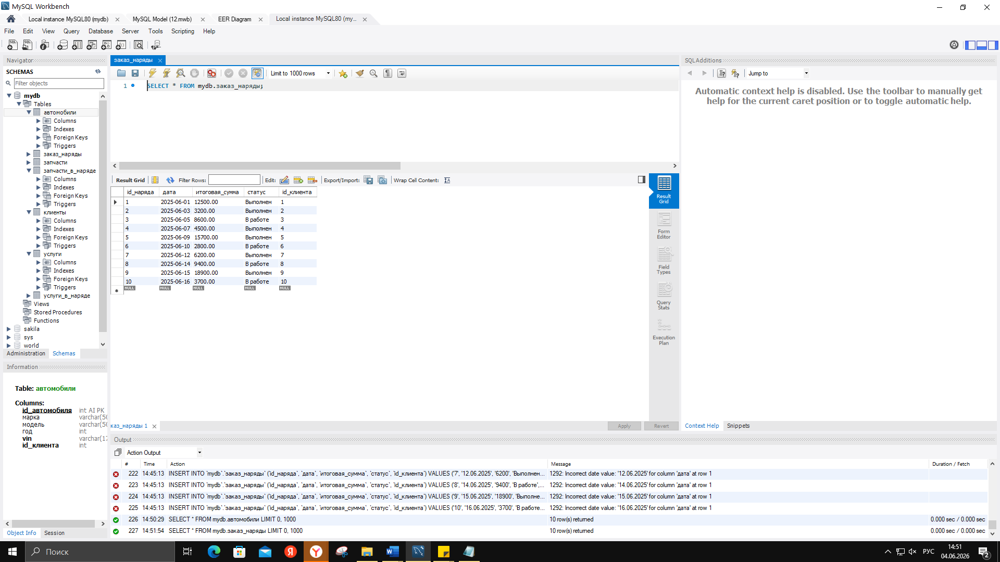 MySQL Workbench
Local instance MySQL80 (mydb)
MySQL Model (12.mwb)
EER Diagram
Local instance MySQL80 (my...
File Edit View Query Database Server Tools Scripting Help
Navigator
SCHEMAS
Filter objects
mydb
Tables
автомобили
Columns
Indexes
Foreign Keys
Triggers
заказ_наряды
запчасти
запчасти_в_наряде
Columns
Indexes
Foreign Keys
Triggers
клиенты
Columns
Indexes
Foreign Keys
Triggers
услуги
Columns
Indexes
Foreign Keys
Triggers
услуги_в_наряде
Views
Stored Procedures
Functions
sakila
sys
world
Administration Schemas
Information
Table: автомобили
Columns:
id_автомобиля int AI PK
марка varchar(50
модель varchar(50
год int
vin varchar(17
id_клиента int
Object Info Session
заказ_наряды
Limit to 1000 rows
1 SELECT * FROM mydb.заказ_наряды;
Result Grid Filter Rows: Edit: Export/Import: Wrap Cell Content:
id_наряда дата итоговая_сумма статус id_клиента
1 2025-06-01 12500.00 Выполнен 1
2 2025-06-03 3200.00 Выполнен 2
3 2025-06-05 8600.00 В работе 3
4 2025-06-07 4500.00 Выполнен 4
5 2025-06-09 15700.00 Выполнен 5
6 2025-06-10 2800.00 В работе 6
7 2025-06-12 6200.00 Выполнен 7
8 2025-06-14 9400.00 В работе 8
9 2025-06-15 18900.00 Выполнен 9
10 2025-06-16 3700.00 В работе 10
NULL NULL NULL NULL NULL
Result Grid
Form Editor
Field Types
Query Stats
Execution Plan
каз_наряды 1
Apply Revert
SQLAdditions
Jump to
Automatic context help is disabled. Use the toolbar to manually get
help for the current caret position or to toggle automatic help.
Context Help Snippets
Output
Action Output
# Time Action Message Duration / Fetch
222 14:45:13 INSERT INTO `mydb`.`заказ_наряды` (`id_наряда`, `дата`, `итоговая_сумма`, `статус`, `id_клиента`) VALUES ('7', '12.06.2025', '6200', 'Выполнен... 1292: Incorrect date value: '12.06.2025' for column 'дата' at row 1
223 14:45:13 INSERT INTO `mydb`.`заказ_наряды` (`id_наряда`, `дата`, `итоговая_сумма`, `статус`, `id_клиента`) VALUES ('8', '14.06.2025', '9400', 'В работе',... 1292: Incorrect date value: '14.06.2025' for column 'дата' at row 1
224 14:45:13 INSERT INTO `mydb`.`заказ_наряды` (`id_наряда`, `дата`, `итоговая_сумма`, `статус`, `id_клиента`) VALUES ('9', '15.06.2025', '18900', 'Выполне... 1292: Incorrect date value: '15.06.2025' for column 'дата' at row 1
225 14:45:13 INSERT INTO `mydb`.`заказ_наряды` (`id_наряда`, `дата`, `итоговая_сумма`, `статус`, `id_клиента`) VALUES ('10', '16.06.2025', '3700', 'В работе... 1292: Incorrect date value: '16.06.2025' for column 'дата' at row 1
226 14:50:29 SELECT * FROM mydb.автомобили LIMIT 0, 1000 10 row(s) returned 0.000 sec / 0.000 sec
227 14:51:54 SELECT * FROM mydb.заказ_наряды LIMIT 0, 1000 10 row(s) returned 0.000 sec / 0.000 sec
Поиск
РУС
14:51
04.06.2026
2